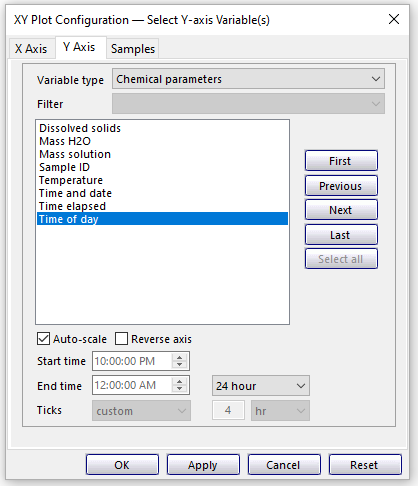 XY Plot Configuration — Select Y-axis Variable(s)
X Axis Y Axis Samples
Variable type Chemical parameters
Filter
Dissolved solids
Mass H2O
Mass solution
Sample ID
Temperature
Time and date
Time elapsed
Time of day
First
Previous
Next
Last
Select all
Auto-scale Reverse axis
Start time 10:00:00 PM
End time 12:00:00 AM 24 hour
Ticks custom 4 hr
OK Apply Cancel Reset